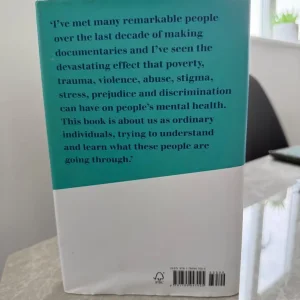 'I've met many remarkable people
over the last decade of making
documentaries and I've seen the
devastating effect that poverty,
trauma, violence, abuse, stigma,
stress, prejudice and discrimination
can have on people's mental health.
This book is about us as ordinary
individuals, trying to understand
and learn what these people are
going through.'